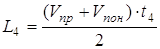 L₄ = (Vпр + Vпон) · t₄ / 2